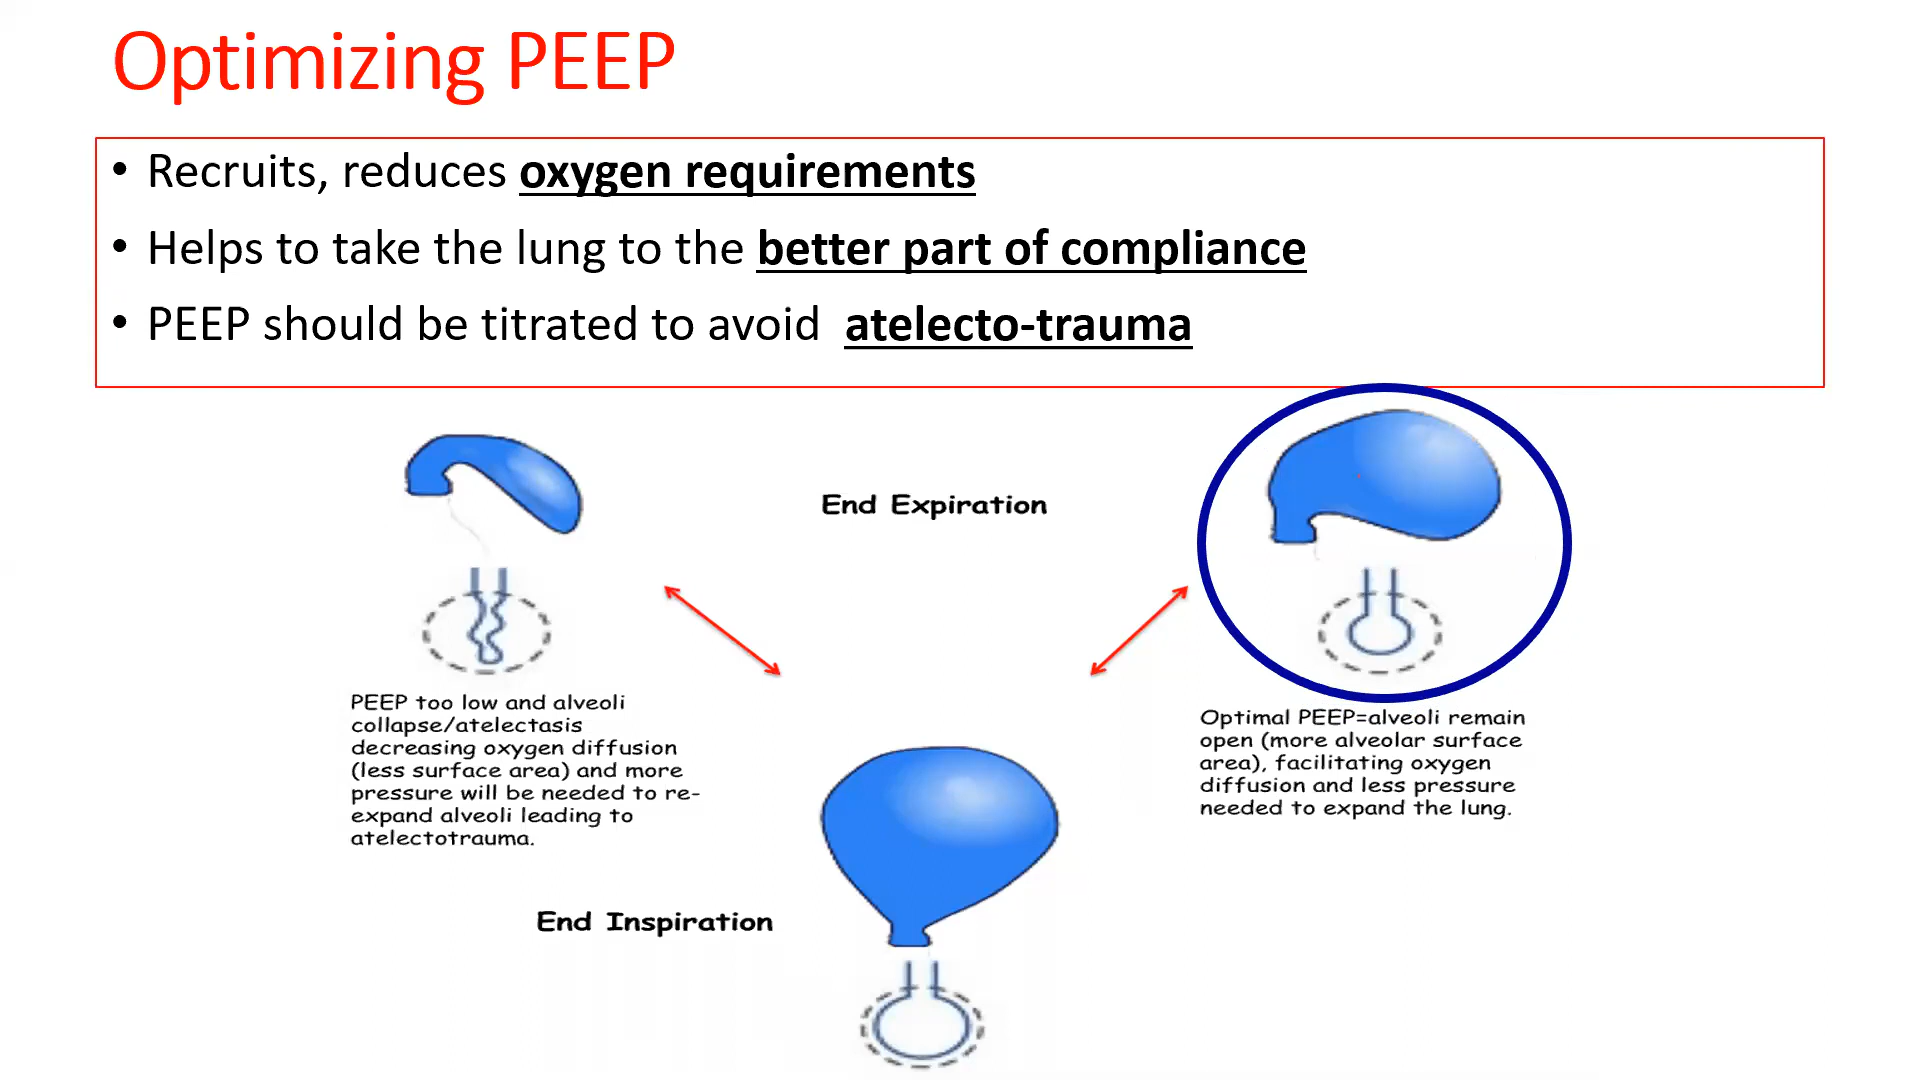 Optimizing PEEP
• Recruits, reduces oxygen requirements
• Helps to take the lung to the better part of compliance
• PEEP should be titrated to avoid atelecto-trauma
End Expiration
PEEP too low and alveoli
collapse/atelectasis
decreasing oxygen diffusion
(less surface area) and more
pressure will be needed to re-
expand alveoli leading to
atelectotrauma.
Optimal PEEP=alveoli remain
open (more alveolar surface
area), facilitating oxygen
diffusion and less pressure
needed to expand the lung.
End Inspiration